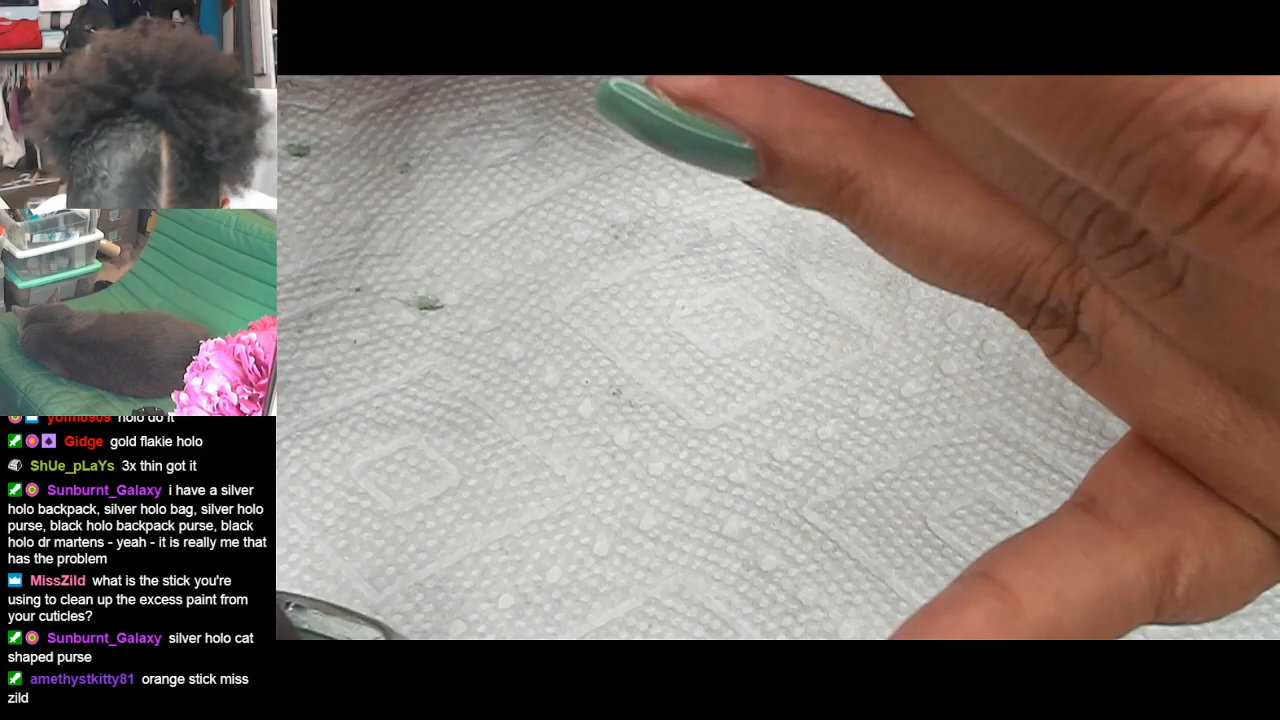 holo do it
Gidge gold flakie holo
ShUe_pLaYs 3x thin got it
Sunburnt_Galaxy i have a silver
holo backpack, silver holo bag, silver holo
purse, black holo backpack purse, black
holo dr martens - yeah - it is really me that
has the problem
MissZild what is the stick you're
using to clean up the excess paint from
your cuticles?
Sunburnt_Galaxy silver holo cat
shaped purse
amethystkitty81 orange stick miss
zild